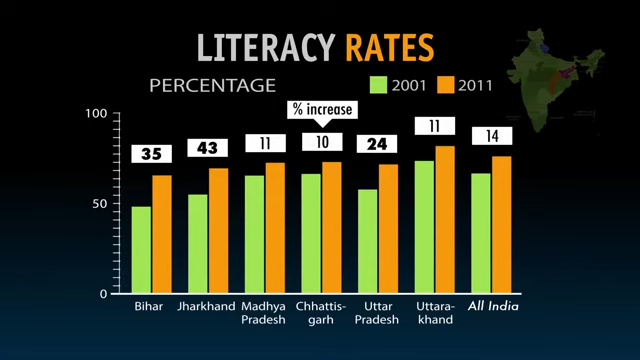 LITERACY RATES
PERCENTAGE
2001
2011
% increase
100
50
0
35
43
11
10
24
11
14
Bihar
Jharkhand
Madhya
Pradesh
Chhattis-
garh
Uttar
Pradesh
Uttara-
khand
All India